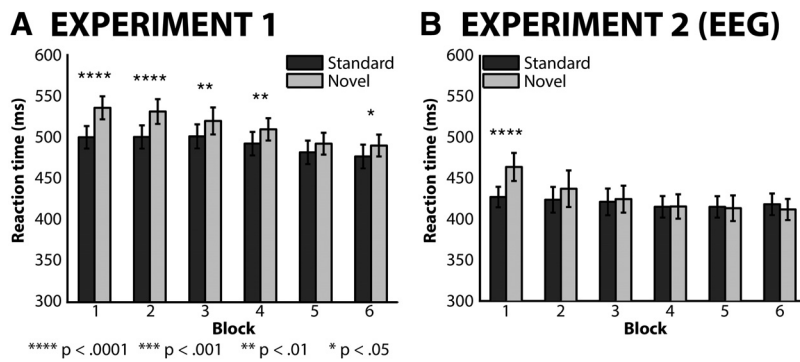 A EXPERIMENT 1
600
550
500
450
400
350
300
Reaction time (ms)
Standard
Novel
****
****
**
**
*
1 2 3 4 5 6
Block
B EXPERIMENT 2 (EEG)
600
550
500
450
400
350
300
Reaction time (ms)
Standard
Novel
****
1 2 3 4 5 6
Block
**** p < .0001 *** p < .001 ** p < .01 * p < .05